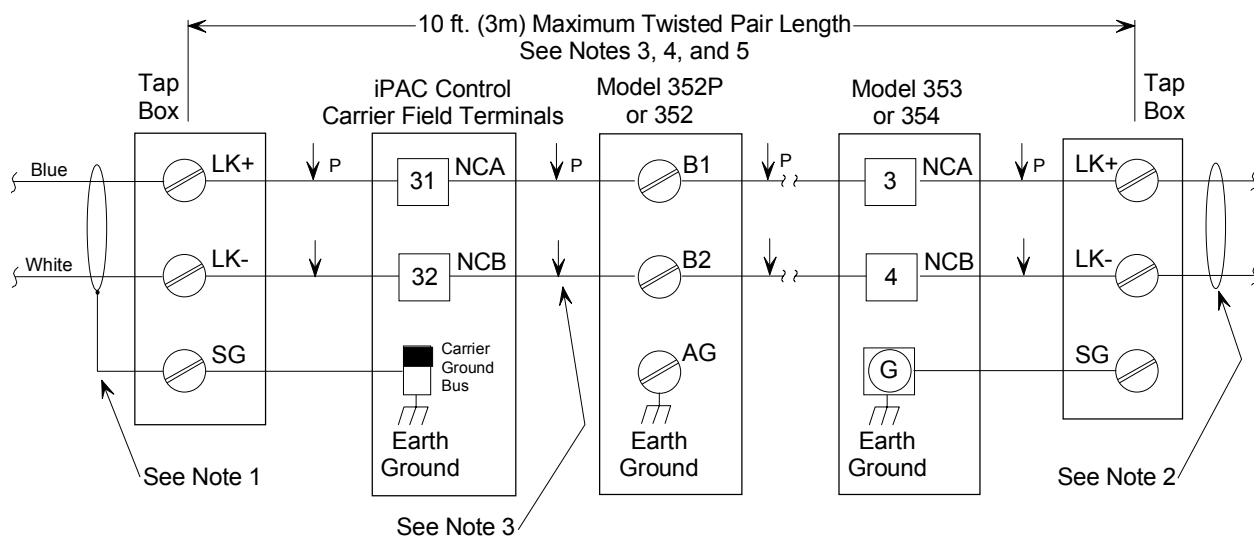 10 ft. (3m) Maximum Twisted Pair Length
See Notes 3, 4, and 5
Tap
Box
iPAC Control
Carrier Field Terminals
Model 352P
or 352
Model 353
or 354
Tap
Box
Blue
LK+
P
31
NCA
P
B1
P
3
NCA
P
LK+
White
LK-
32
NCB
B2
4
NCB
LK-
SG
Carrier
Ground
Bus
AG
G
SG
Earth
Ground
Earth
Ground
Earth
Ground
See Note 1
See Note 2
See Note 3